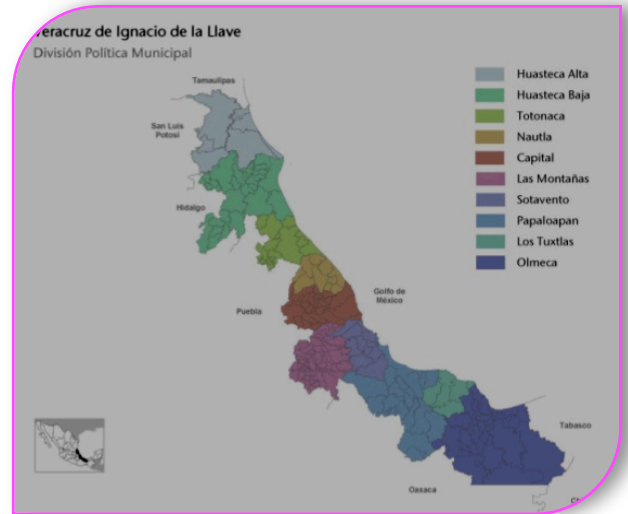 Veracruz de Ignacio de la Llave
División Política Municipal
Tamaulipas
San Luis
Potosí
Hidalgo
Puebla
Golfo de
México
Tabasco
Oaxaca
Huasteca Alta
Huasteca Baja
Totonaca
Nautla
Capital
Las Montañas
Sotavento
Papaloapan
Los Tuxtlas
Olmeca